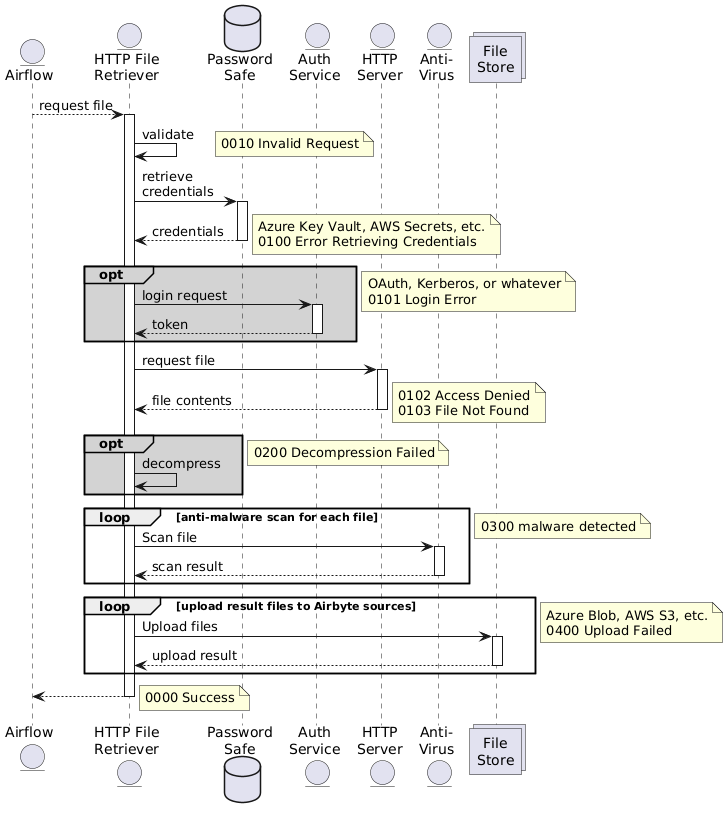 Airflow
HTTP File
Retriever
Password
Safe
Auth
Service
HTTP
Server
Anti-
Virus
File
Store
request file
validate
0010 Invalid Request
retrieve
credentials
credentials
Azure Key Vault, AWS Secrets, etc.
0100 Error Retrieving Credentials
opt
OAuth, Kerberos, or whatever
0101 Login Error
login request
token
request file
file contents
0102 Access Denied
0103 File Not Found
opt
0200 Decompression Failed
decompress
loop [anti-malware scan for each file]
0300 malware detected
Scan file
scan result
loop [upload result files to Airbyte sources]
Azure Blob, AWS S3, etc.
0400 Upload Failed
Upload files
upload result
0000 Success
Airflow
HTTP File
Retriever
Password
Safe
Auth
Service
HTTP
Server
Anti-
Virus
File
Store